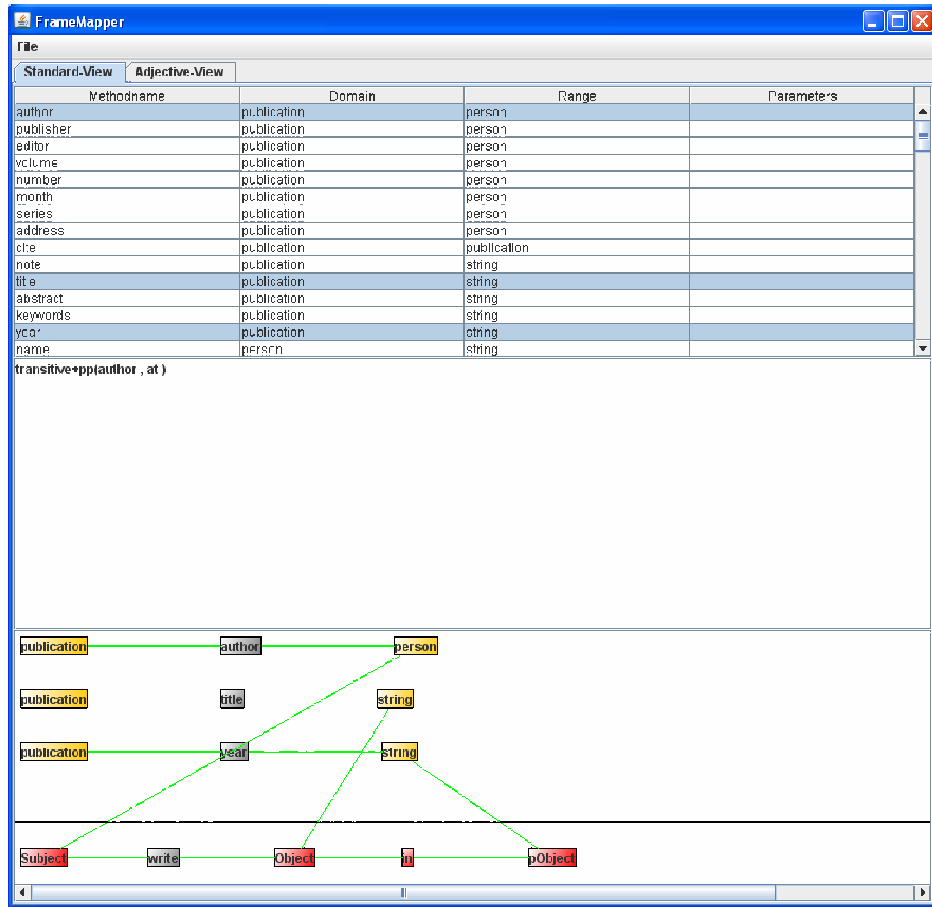 FrameMapper
File
Standard-View Adjective-View
Methodname Domain Range Parameters
author publication person
publisher publication person
editor publication person
volume publication person
number publication person
month publication person
series publication person
address publication person
cite publication publication
note publication string
title publication string
abstract publication string
keywords publication string
year publication string
name person string
transitive+pp(author , at )
publication author person
publication title string
publication year string
Subject write Object in pObject